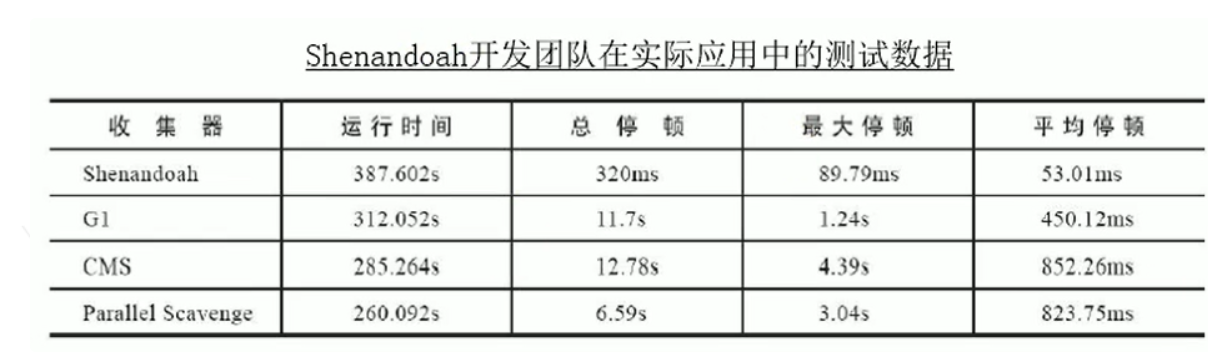 Shenandoah开发团队在实际应用中的测试数据
收集器 运行时间 总停顿 最大停顿 平均停顿
Shenandoah 387.602s 320ms 89.79ms 53.01ms
G1 312.052s 11.7s 1.24s 450.12ms
CMS 285.264s 12.78s 4.39s 852.26ms
Parallel Scavenge 260.092s 6.59s 3.04s 823.75ms